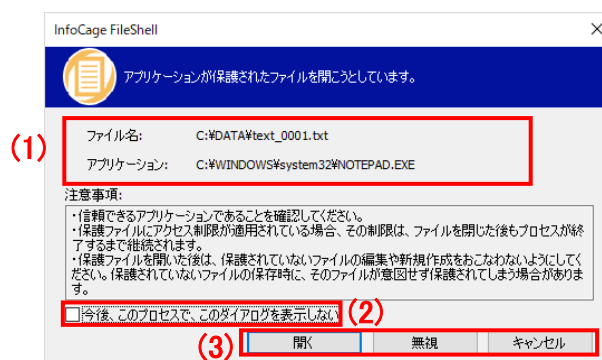 InfoCage FileShell
アプリケーションが保護されたファイルを開こうとしています。
(1)
ファイル名: C:¥DATA¥text_0001.txt
アプリケーション: C:¥WINDOWS¥system32¥NOTEPAD.EXE
注意事項:
・信頼できるアプリケーションであることを確認してください。
・保護ファイルにアクセス制限が適用されている場合、その制限は、ファイルを閉じた後もプロセスが終
了するまで継続されます。
・保護ファイルを開いた後は、保護されていないファイルの編集や新規作成をおこなわないようにしてく
ださい。保護されていないファイルの保存時に、そのファイルが意図せず保護されてしまう場合がありま
す。
今後、このプロセスで、このダイアログを表示しない (2)
(3) 開く 無視 キャンセル